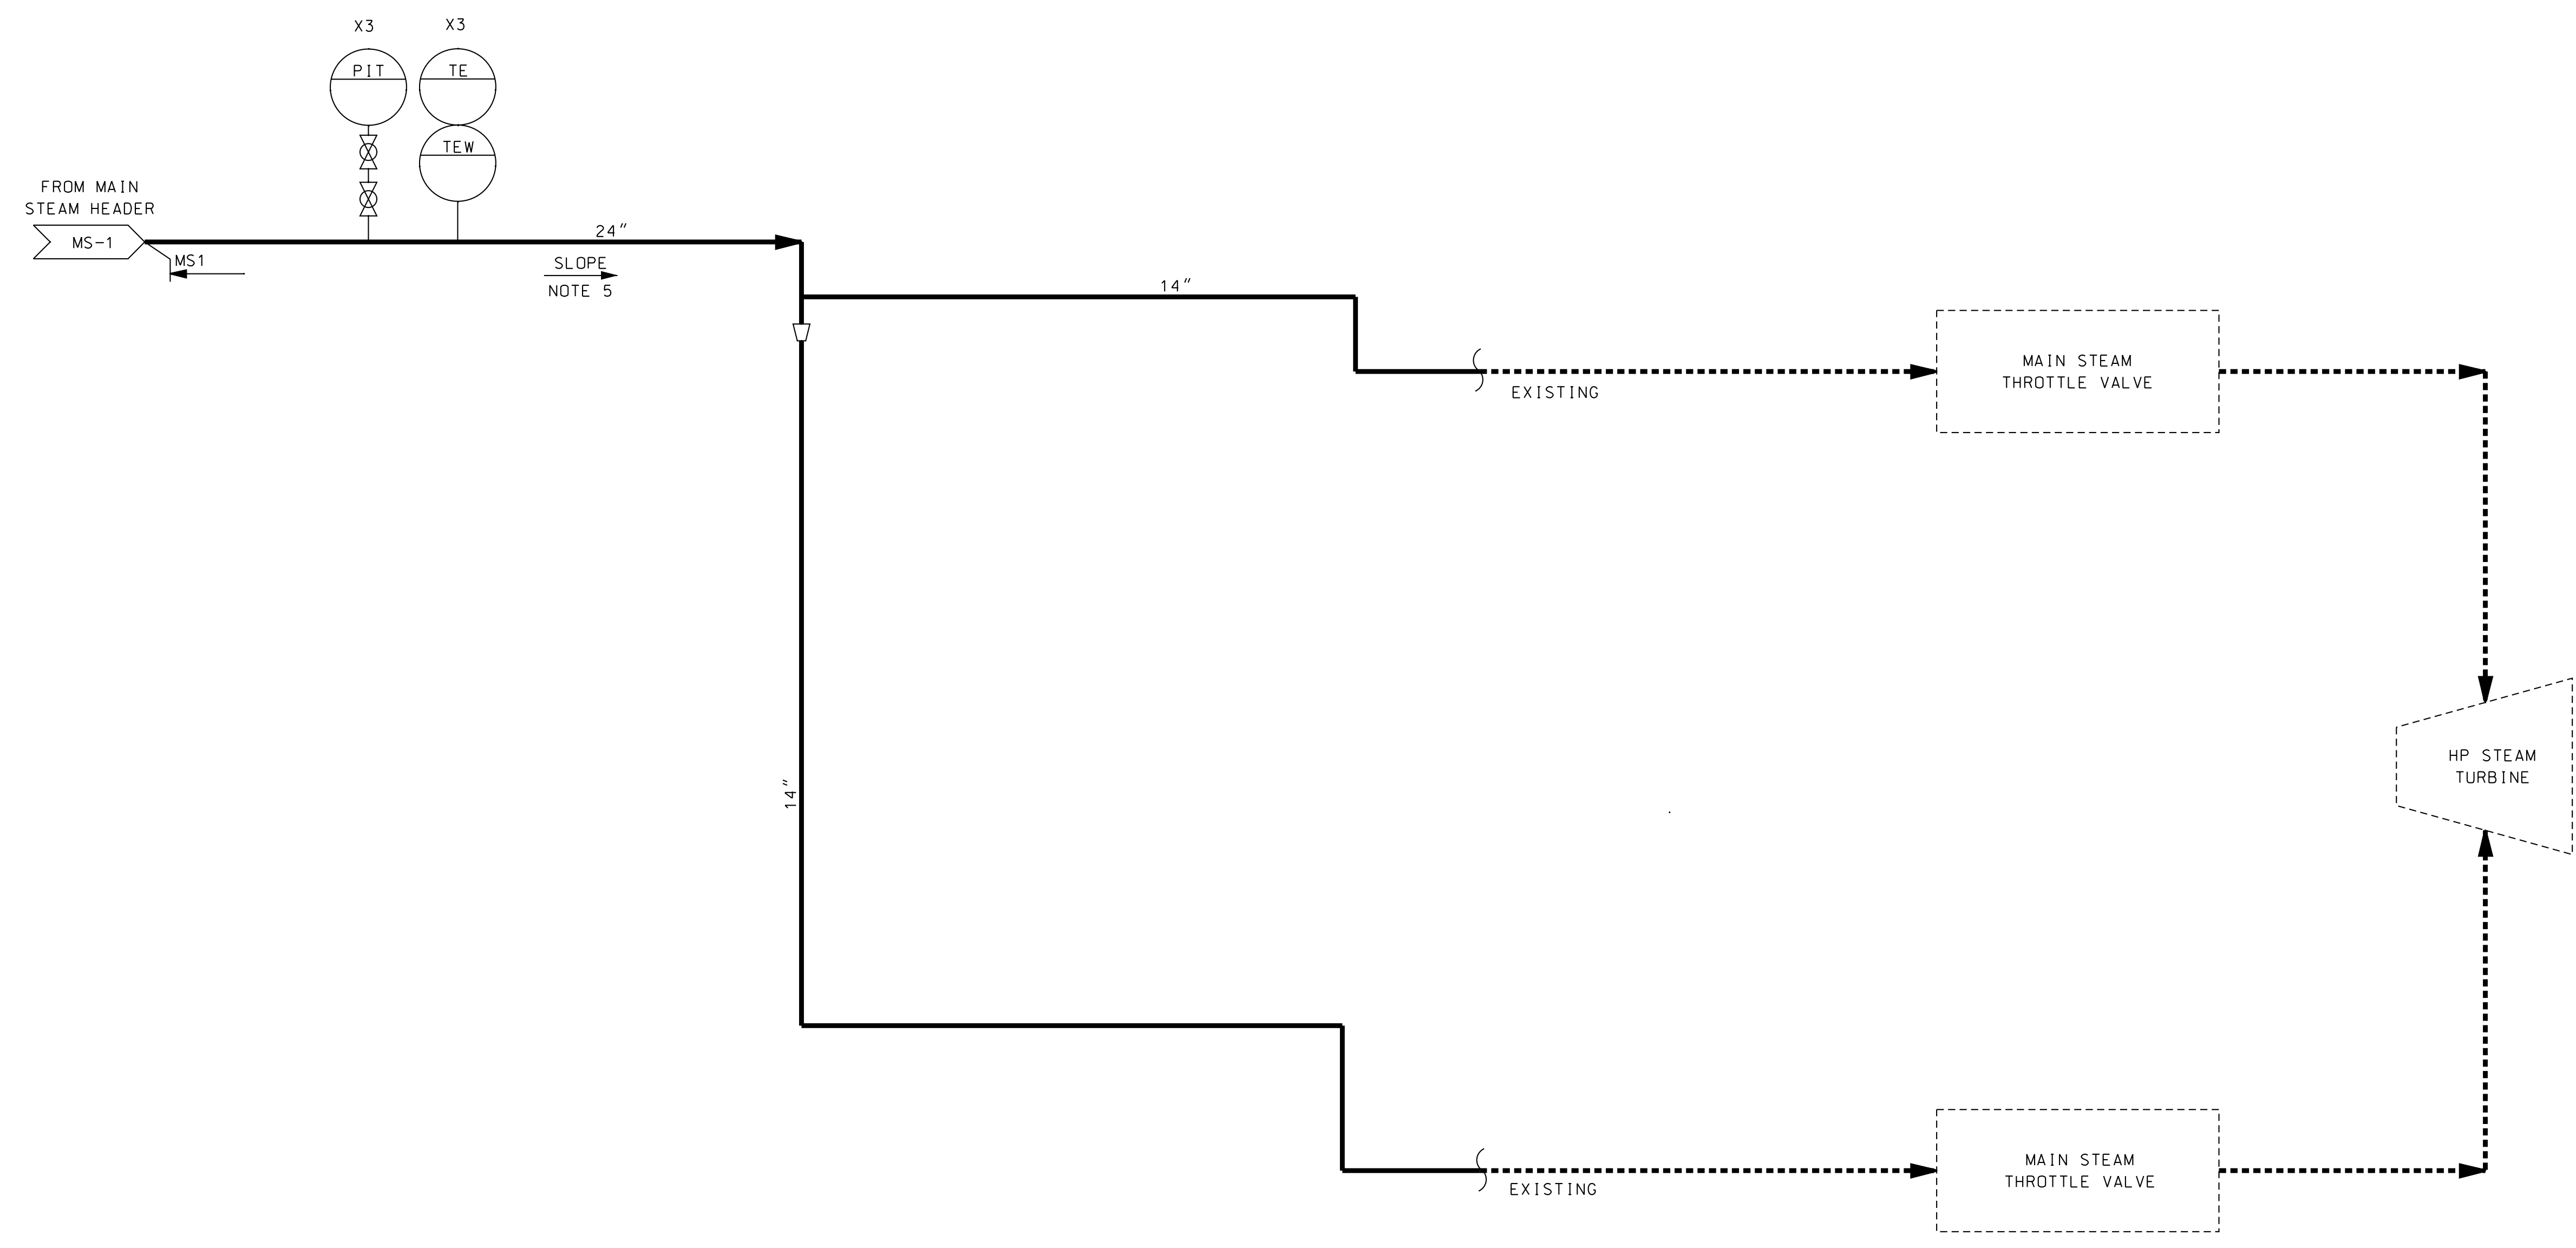 X3
X3
PIT
TE
TEW
FROM MAIN
STEAM HEADER
MS-1
MS1
24"
SLOPE
NOTE 5
14"
EXISTING
MAIN STEAM
THROTTLE VALVE
HP STEAM
TURBINE
14"
EXISTING
MAIN STEAM
THROTTLE VALVE